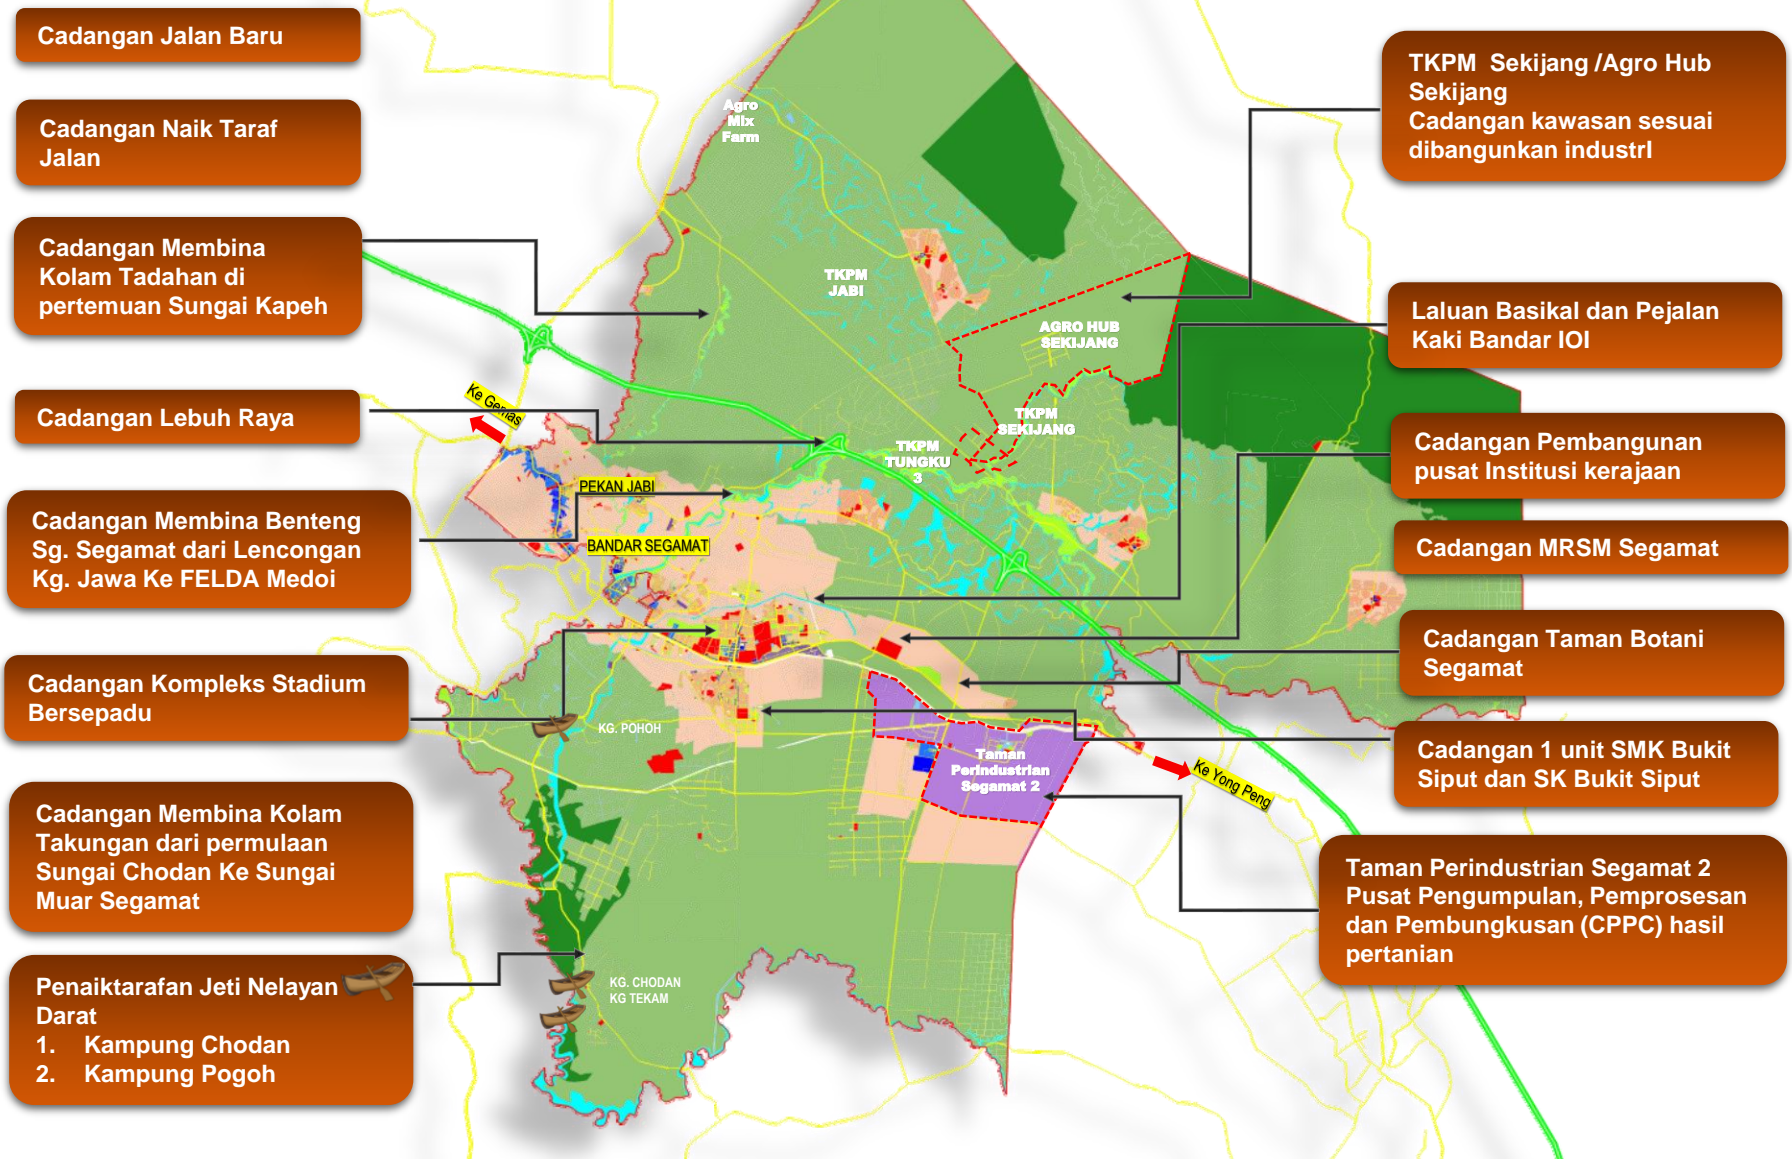 Cadangan Jalan Baru
Cadangan Naik Taraf
Jalan
Cadangan Membina
Kolam Tadahan di
pertemuan Sungai Kapeh
Cadangan Lebuh Raya
Cadangan Membina Benteng
Sg. Segamat dari Lencongan
Kg. Jawa Ke FELDA Medoi
Cadangan Kompleks Stadium
Bersepadu
Cadangan Membina Kolam
Takungan dari permulaan
Sungai Chodan Ke Sungai
Muar Segamat
Penaiktarafan Jeti Nelayan
Darat
1. Kampung Chodan
2. Kampung Pogoh
Agro
Mix
Farm
TKPM
JABI
AGRO HUB
SEKIJANG
TKPM
SEKIJANG
TKPM
TUNGKU
3
Ke Gemas
PEKAN JABI
BANDAR SEGAMAT
KG. POHOH
Taman
Perindustrian
Segamat 2
Ke Yong Peng
KG. CHODAN
KG TEKAM
TKPM Sekijang /Agro Hub
Sekijang
Cadangan kawasan sesuai
dibangunkan industrI
Laluan Basikal dan Pejalan
Kaki Bandar IOI
Cadangan Pembangunan
pusat Institusi kerajaan
Cadangan MRSM Segamat
Cadangan Taman Botani
Segamat
Cadangan 1 unit SMK Bukit
Siput dan SK Bukit Siput
Taman Perindustrian Segamat 2
Pusat Pengumpulan, Pemprosesan
dan Pembungkusan (CPPC) hasil
pertanian